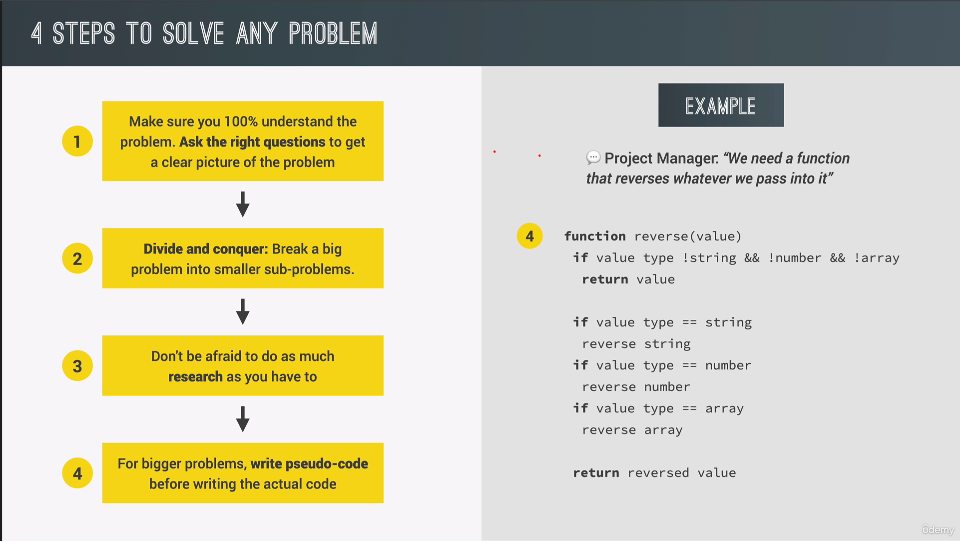 4 STEPS TO SOLVE ANY PROBLEM
1
Make sure you 100% understand the
problem. Ask the right questions to get
a clear picture of the problem
2
Divide and conquer: Break a big
problem into smaller sub-problems.
3
Don't be afraid to do as much
research as you have to
4
For bigger problems, write pseudo-code
before writing the actual code
EXAMPLE
💬 Project Manager: “We need a function
that reverses whatever we pass into it”
4
function reverse(value)
if value type !string && !number && !array
return value
if value type == string
reverse string
if value type == number
reverse number
if value type == array
reverse array
return reversed value
ûdemy